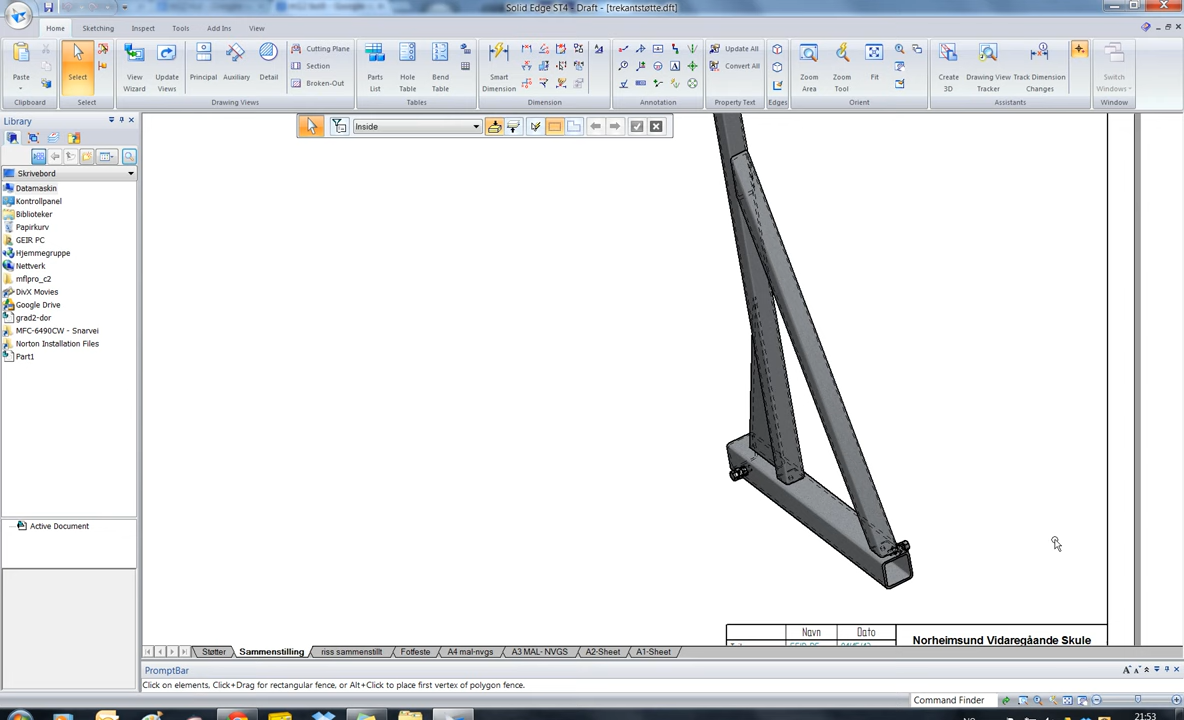 Solid Edge ST4 - Draft - [trekantstøtte.dft]
Home Sketching Inspect Tools Sim Äri View
Paste
Clipboard
Select
Select
View Wizard
Update Views
Principal
Auxiliary
Detail
Cutting Plane
Section
Broken-Out
Drawing Views
Parts List
Hole Table
Bend Table
Tables
Smart Dimension
Dimension
Annotation
Update All
Convert All
Property Text
Edges
Zoom Area
Zoom Tool
Fit
Orient
Create 3D
Drawing View Tracker
Track Dimension Changes
Assistants
Switch Windows
Window
Library
Inside
Skrivebord
Datamaskin
Kontrollpanel
Biblioteker
Papirkurv
GEIR PC
Hjemmegruppe
Nettverk
mflpro_c2
DivX Movies
Google Drive
grad2-dor
MFC-6490CW - Snarvei
Norton Installation Files
Part1
Active Document
Navn Dato
Norheimsund Vidaregåande Skule
Støtter Sammenstilling riss sammenstillt Fotfeste A4 mal-nvgs A3 MAL- NVGS A2-Sheet A1-Sheet
PromptBar
Click on elements, Click+Drag for rectangular fence, or Alt+Click to place first vertex of polygon fence.
Command Finder
21:53